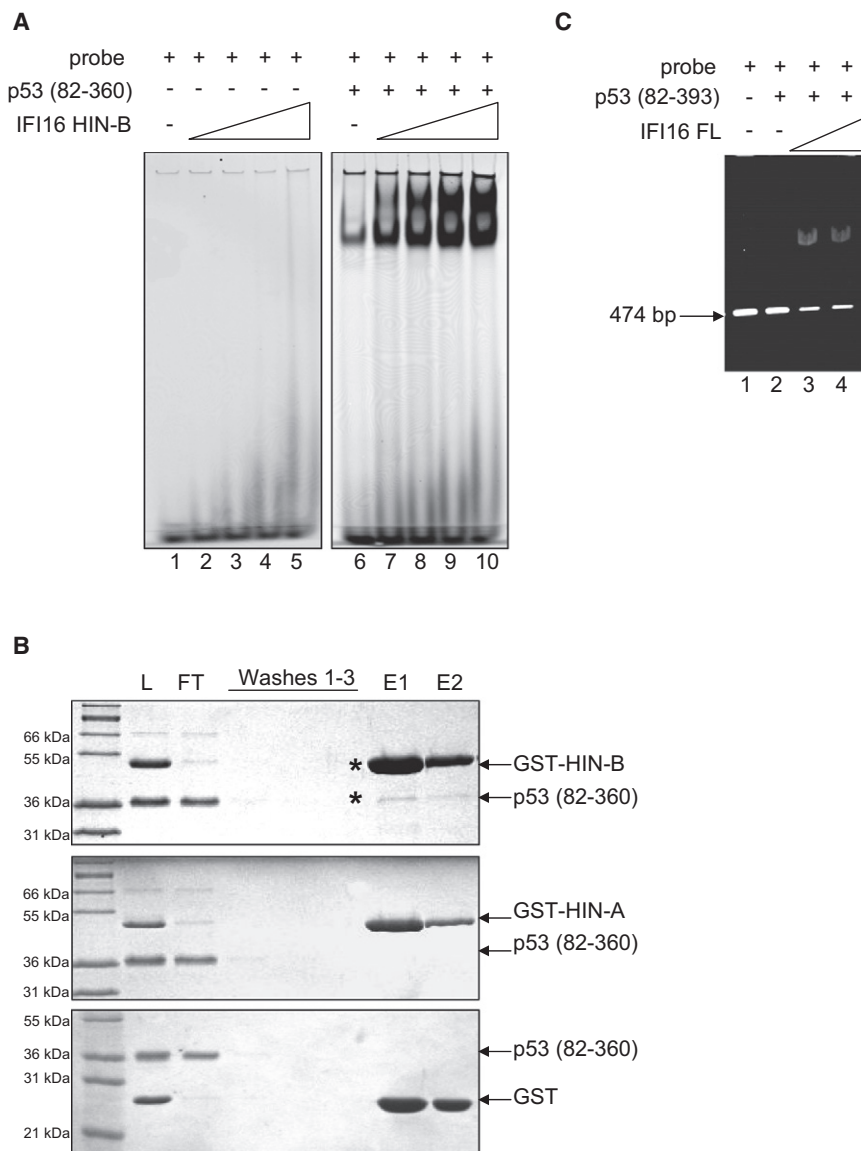 A
probe + + + + + + + + + +
p53 (82-360) - - - - - + + + + +
IFI16 HIN-B - -
1 2 3 4 5 6 7 8 9 10
C
probe + + + +
p53 (82-393) - + + +
IFI16 FL - -
474 bp
1 2 3 4
B
L FT Washes 1-3 E1 E2
66 kDa
55 kDa * GST-HIN-B
36 kDa * p53 (82-360)
31 kDa
66 kDa
55 kDa GST-HIN-A
p53 (82-360)
36 kDa
31 kDa
55 kDa
36 kDa p53 (82-360)
31 kDa
GST
21 kDa